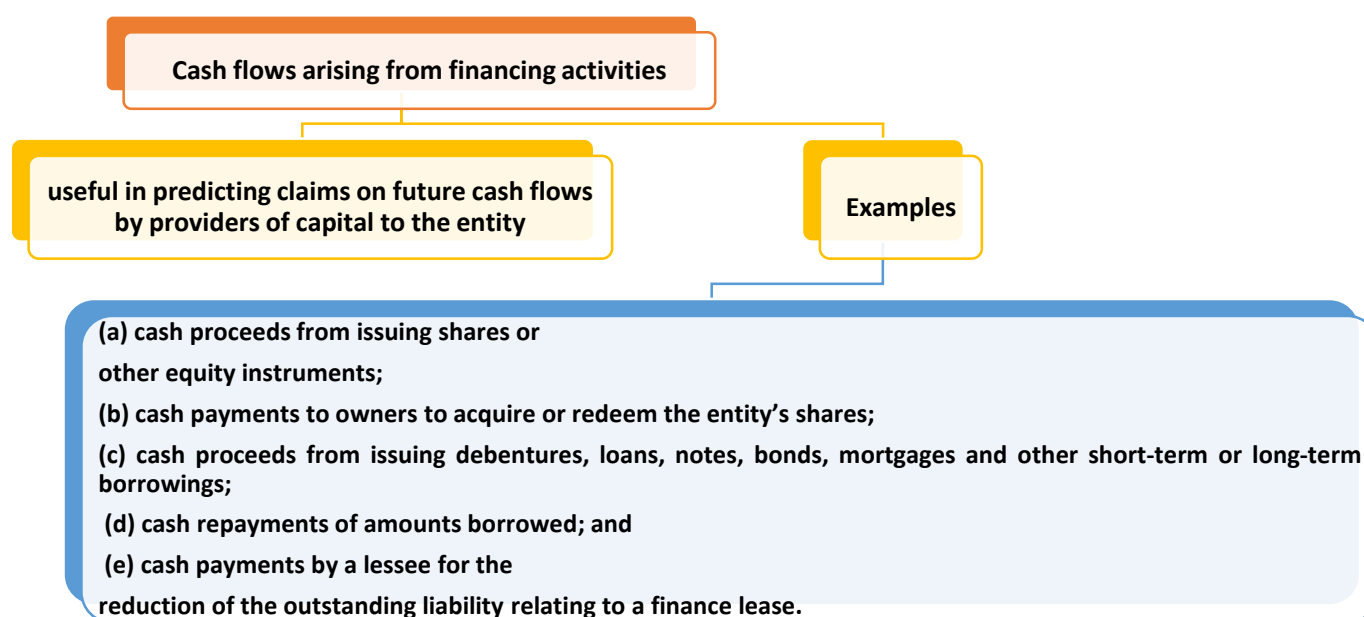 Cash flows arising from financing activities
useful in predicting claims on future cash flows
by providers of capital to the entity
Examples
(a) cash proceeds from issuing shares or
other equity instruments;
(b) cash payments to owners to acquire or redeem the entity’s shares;
(c) cash proceeds from issuing debentures, loans, notes, bonds, mortgages and other short-term or long-term
borrowings;
(d) cash repayments of amounts borrowed; and
(e) cash payments by a lessee for the
reduction of the outstanding liability relating to a finance lease.